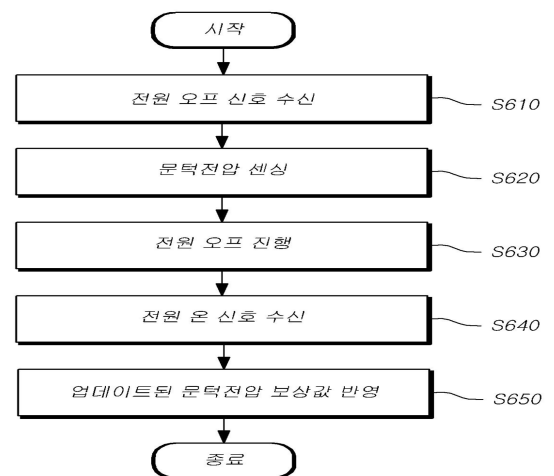 시작
전원 오프 신호 수신
S610
문턱전압 센싱
S620
전원 오프 진행
S630
전원 온 신호 수신
S640
업데이트된 문턱전압 보상값 반영
S650
종료